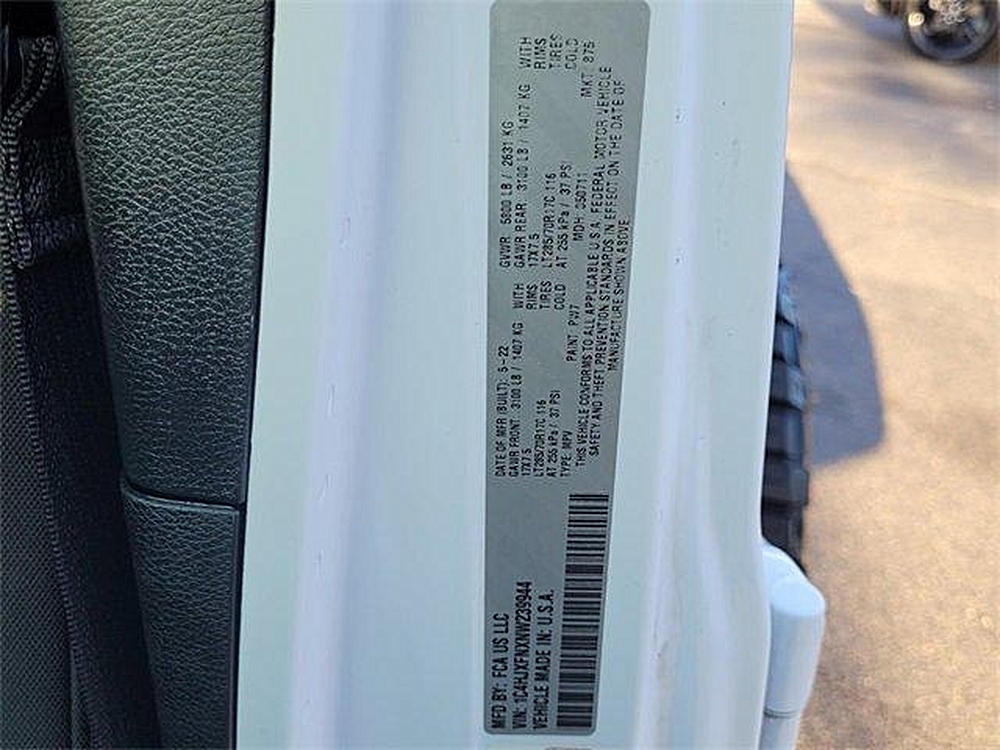 MFD BY: FCA US LLC
VIN: 1C4HJXFNXNW239944
VEHICLE MADE IN: U.S.A.
DATE OF MFR (BUILT): 5-22
GVWR 5800 LB / 2631 KG
GAWR FRONT: 3100 LB / 1407 KG WITH
17X7.5 RIMS
LT285/70R17C 116 TIRES
AT 255 kPa / 37 PSI COLD
GAWR REAR 3100 LB / 1407 KG WITH
17X7.5 RIMS
LT285/70R17C 116 TIRES
AT 255 kPa / 37 PSI COLD
TYPE: MPV PAINT: PW7 MDH: 050711 MKT 876
THIS VEHICLE CONFORMS TO ALL APPLICABLE U.S.A. FEDERAL MOTOR VEHICLE
SAFETY AND THEFT PREVENTION STANDARDS IN EFFECT ON THE DATE OF
MANUFACTURE SHOWN ABOVE